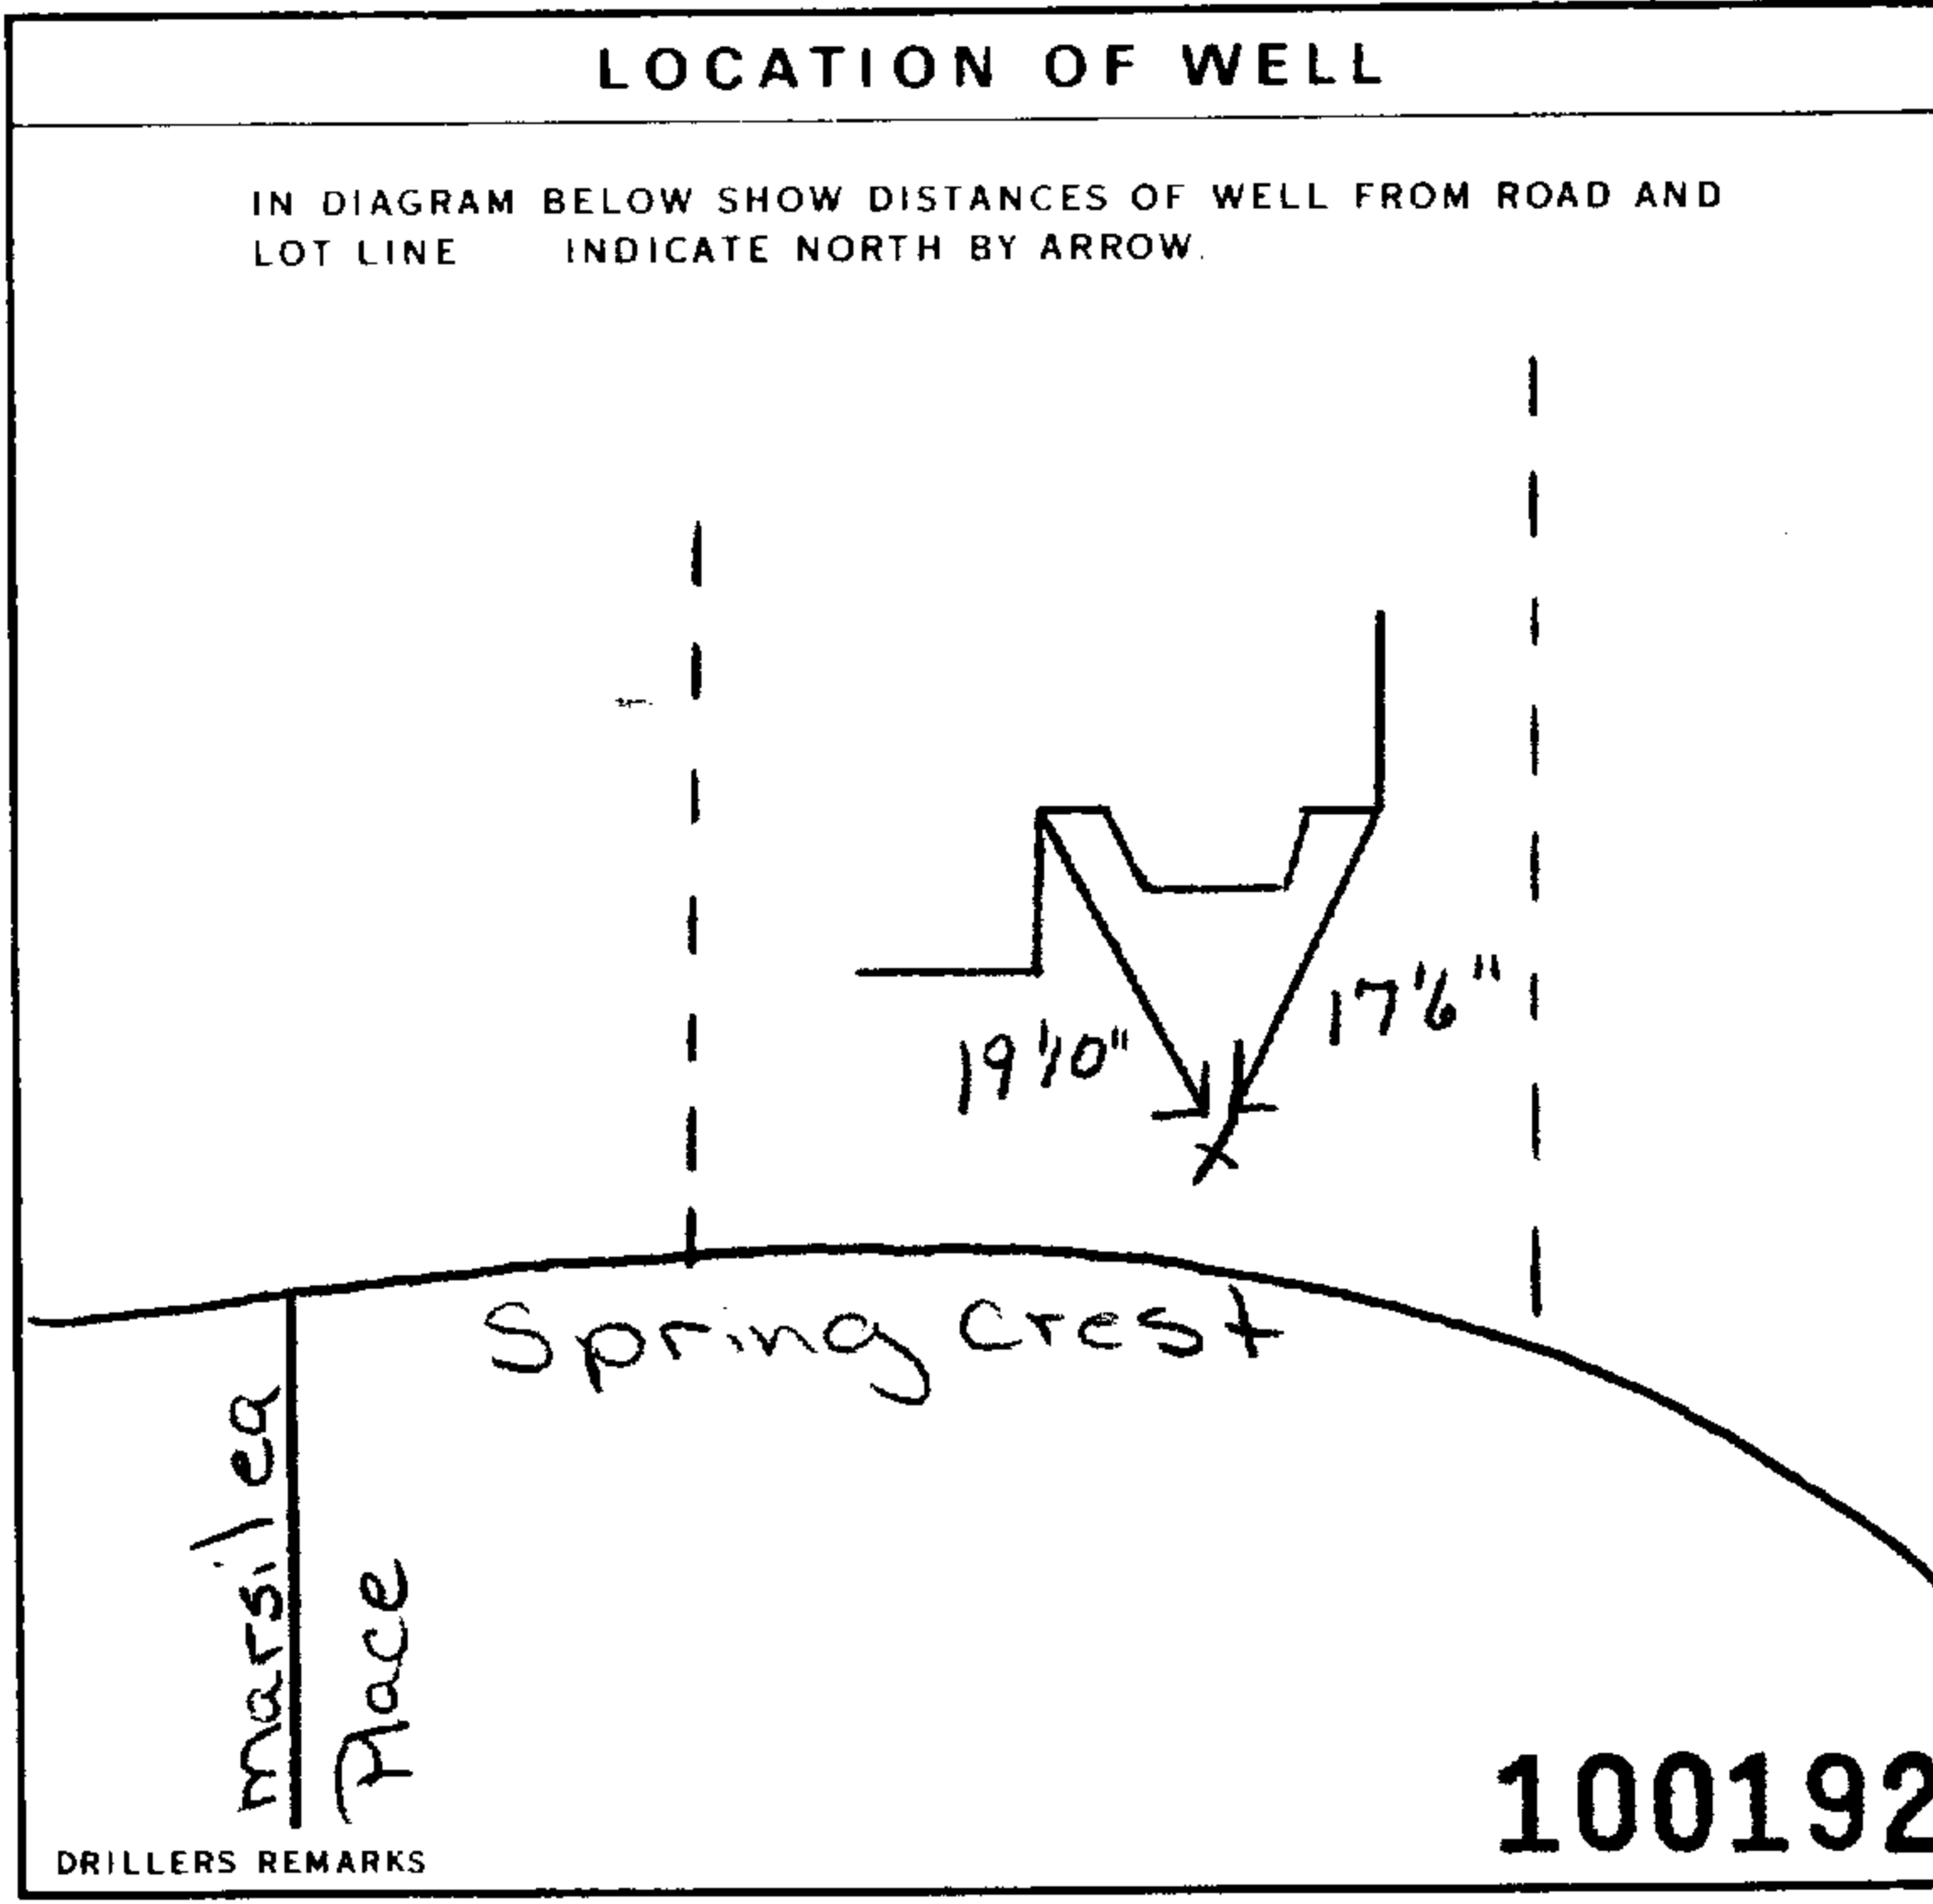 LOCATION OF WELL
IN DIAGRAM BELOW SHOW DISTANCES OF WELL FROM ROAD AND
LOT LINE INDICATE NORTH BY ARROW.
17'6"
19'10"
Spring Crest
marsilea
Place
100192
DRILLERS REMARKS